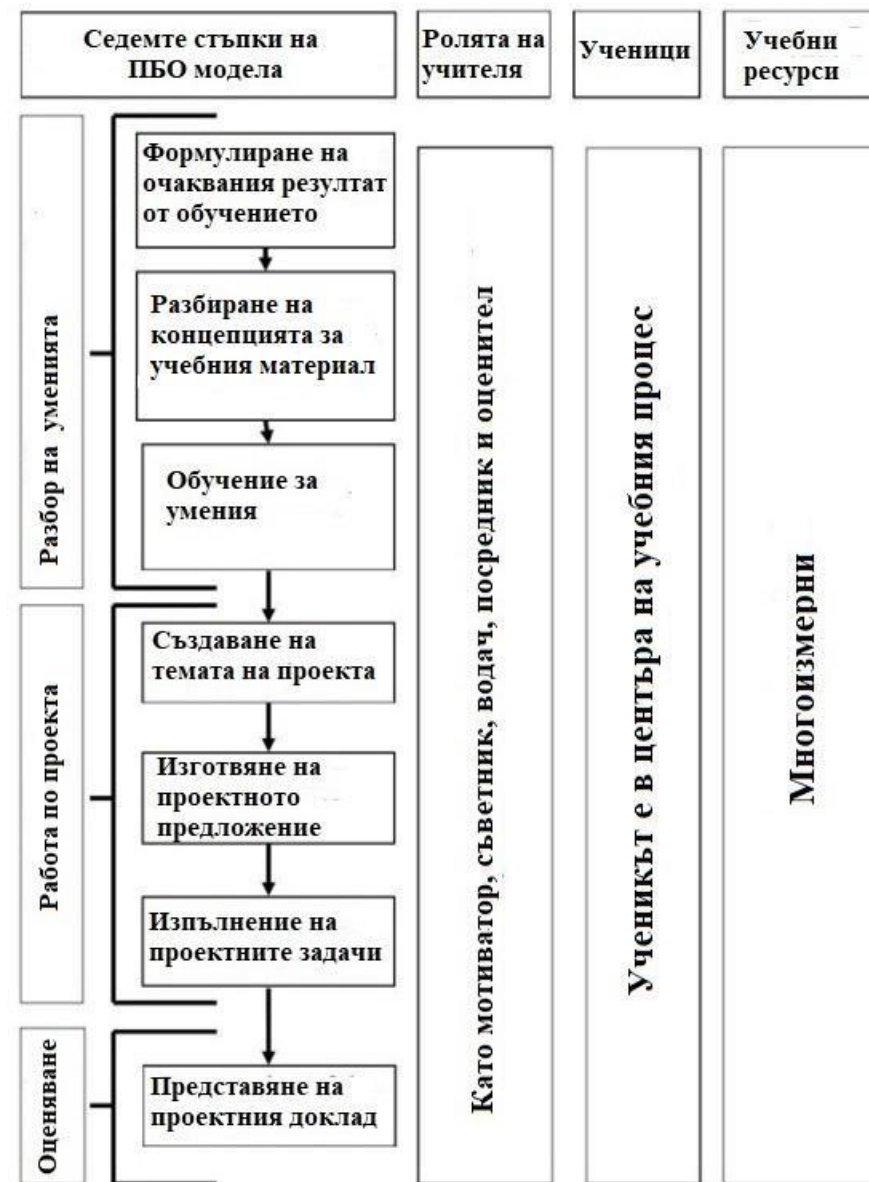 Седемте стъпки на
ПБО модела
Ролята на
учителя
Ученици
Учебни
ресурси
Разбор на уменията
Формулиране на
очаквания резултат
от обучението
Разбиране на
концепцията за
учебния материал
Обучение за
умения
Работа по проекта
Създаване на
темата на проекта
Изготвяне на
проектното
предложение
Изпълнение на
проектните задачи
Оценяване
Представяне на
проектния доклад
Като мотиватор, съветник, водач, посредник и оценител
Ученикът е в центъра на учебния процес
Многоизмерни